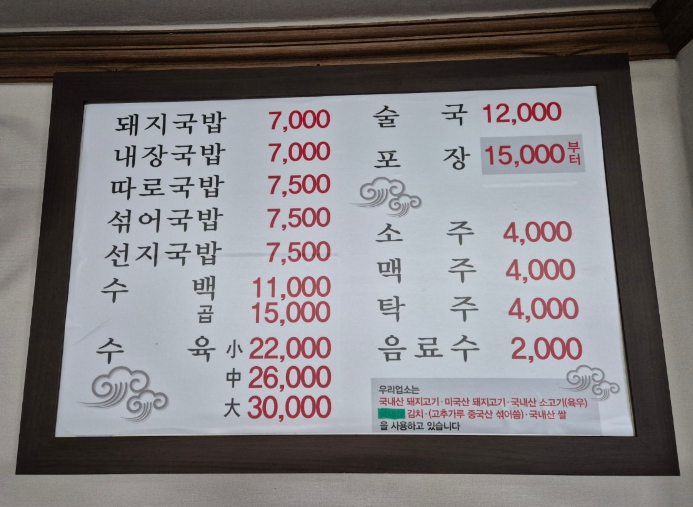 돼지국밥 7,000
내장국밥 7,000
따로국밥 7,500
섞어국밥 7,500
선지국밥 7,500
수 백 11,000
곱 15,000
수 육 小 22,000
中 26,000
大 30,000
술 국 12,000
포 장 15,000부터
소 주 4,000
맥 주 4,000
탁 주 4,000
음료수 2,000
우리업소는
국내산 돼지고기·미국산 돼지고기·국내산 소고기(육우)
김치·(고추가루 중국산 섞어씀)·국내산 쌀
을 사용하고 있습니다